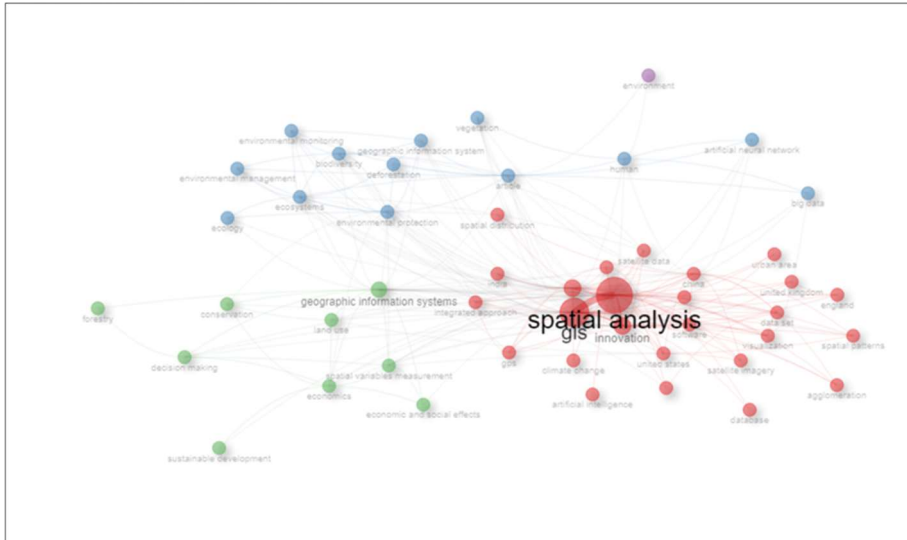 environment
vegetation
environmental monitoring
geographic information system
artificial neural network
biodiversity
human
deforestation
environmental management
article
big data
ecosystems
environmental protection
ecology
spatial distribution
satellite data
urban area
india
china
united kingdom
geographic information systems
england
forestry
conservation
integrated approach
spatial analysis
data set
land use
gis
innovation
software
visualization
spatial patterns
decision making
spatial variables measurement
gps
climate change
united states
satellite imagery
economics
agglomeration
artificial intelligence
economic and social effects
database
sustainable development